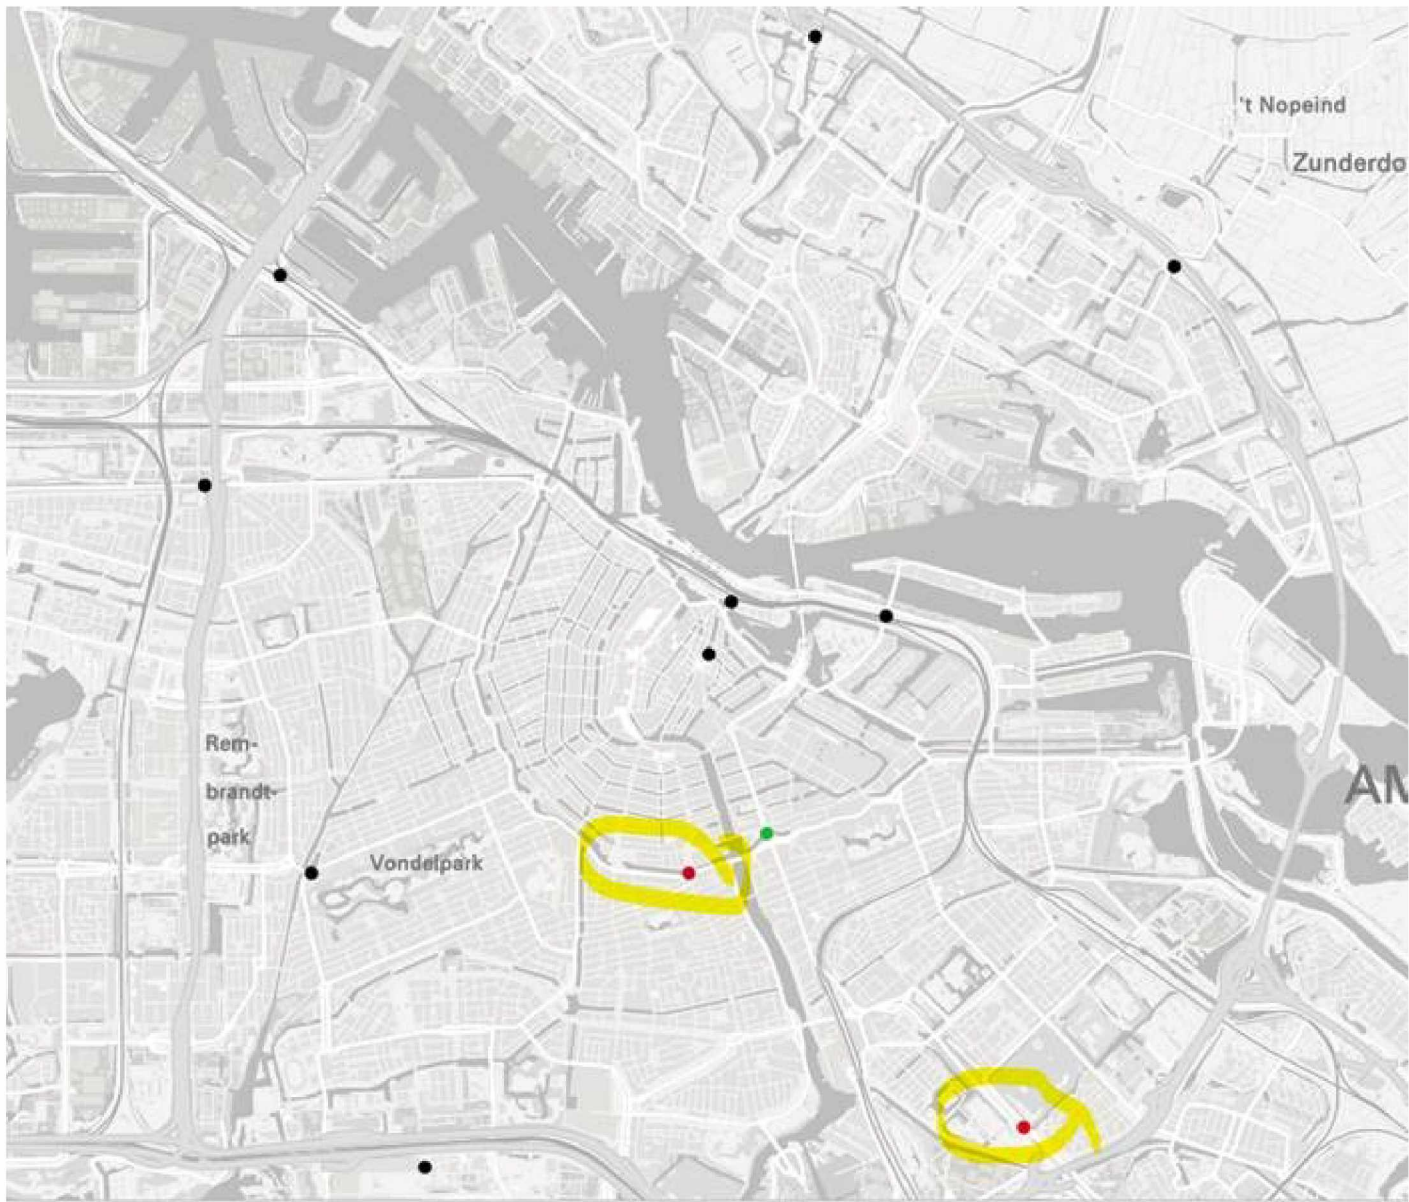 't Nopeind
Zunderdo
Rem-
brandt-
park
AM
Vondelpark